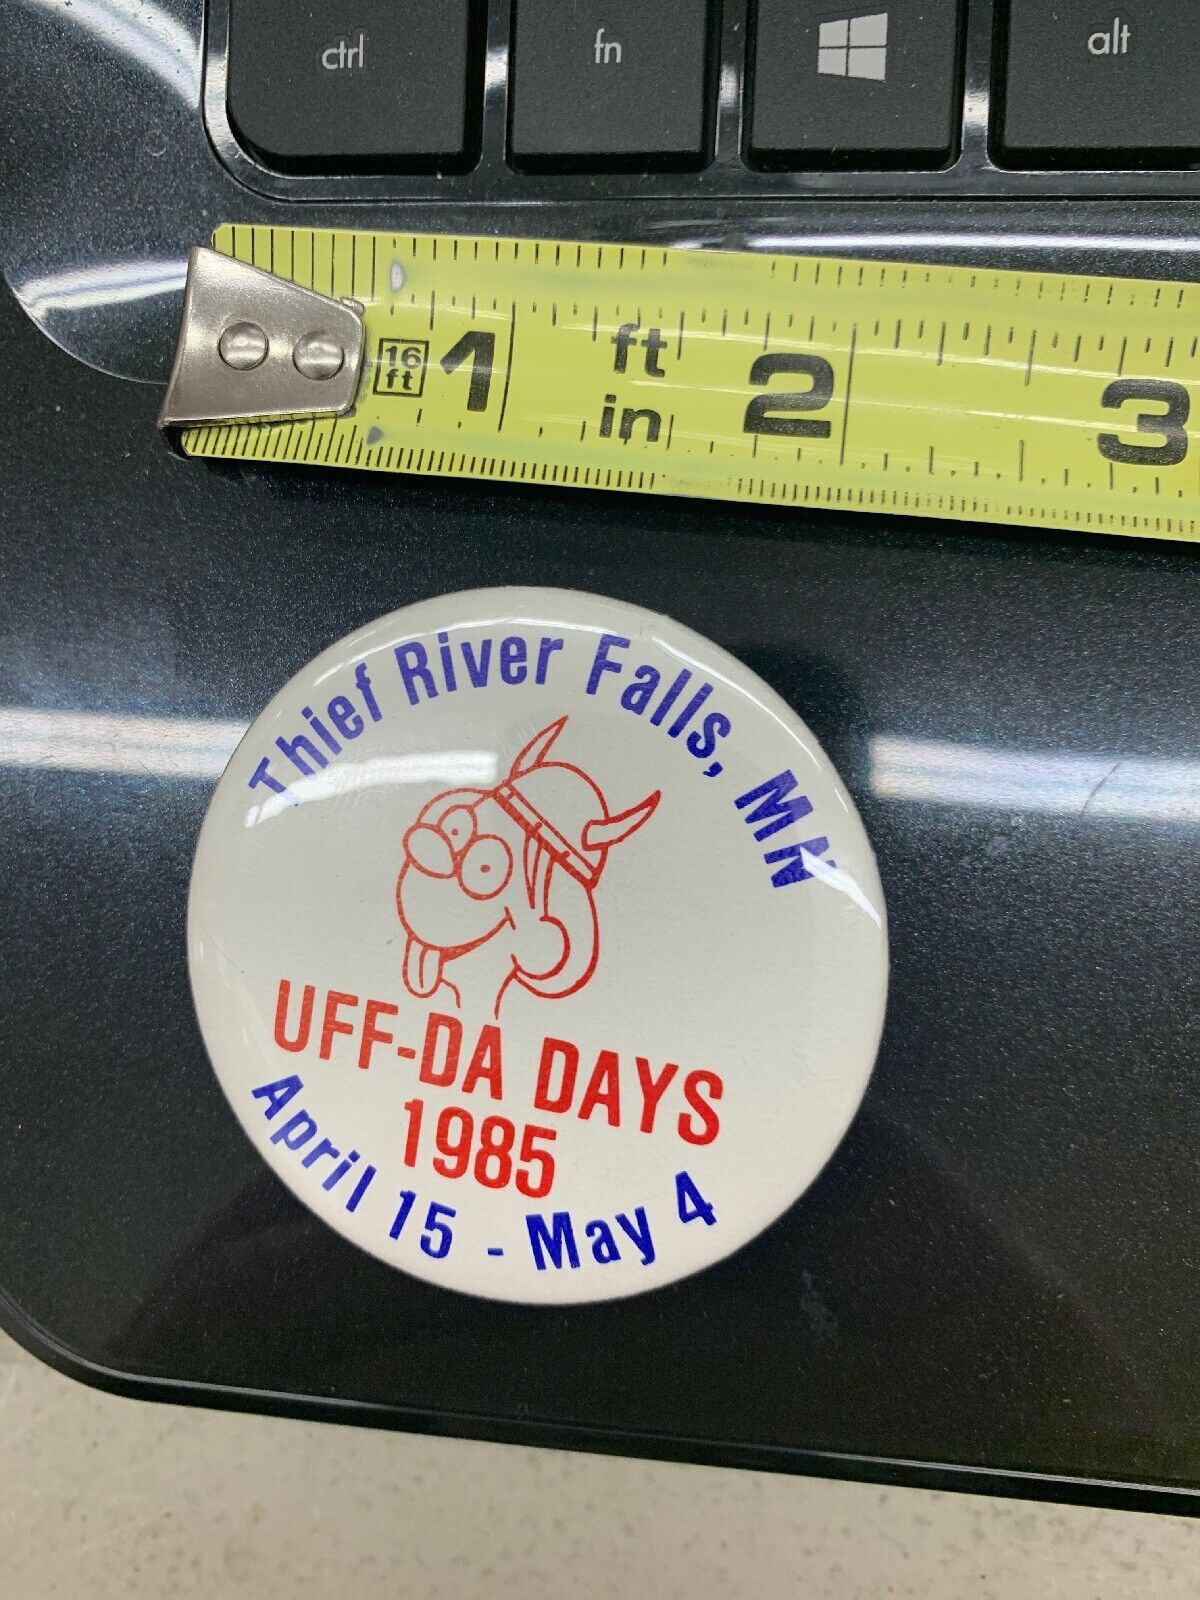 ctrl
fn
alt
16
ft
1
ft
in
2
3
Thief River Falls, MN
UFF-DA DAYS
1985
April 15 - May 4